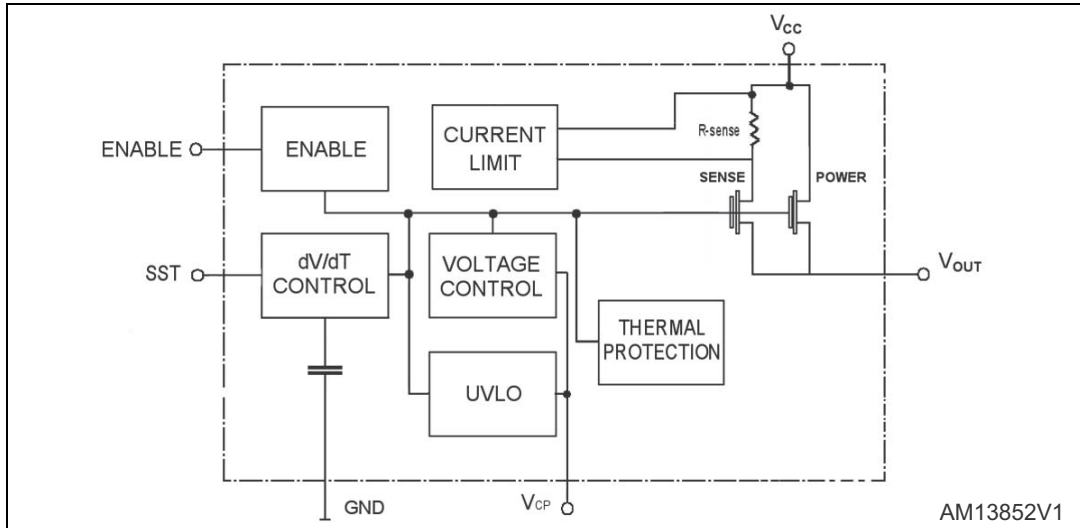 VCC
ENABLE
ENABLE
CURRENT
LIMIT
R-sense
SENSE
POWER
SST
dV/dT
CONTROL
VOLTAGE
CONTROL
VOUT
THERMAL
PROTECTION
UVLO
GND
VCP
AM13852V1